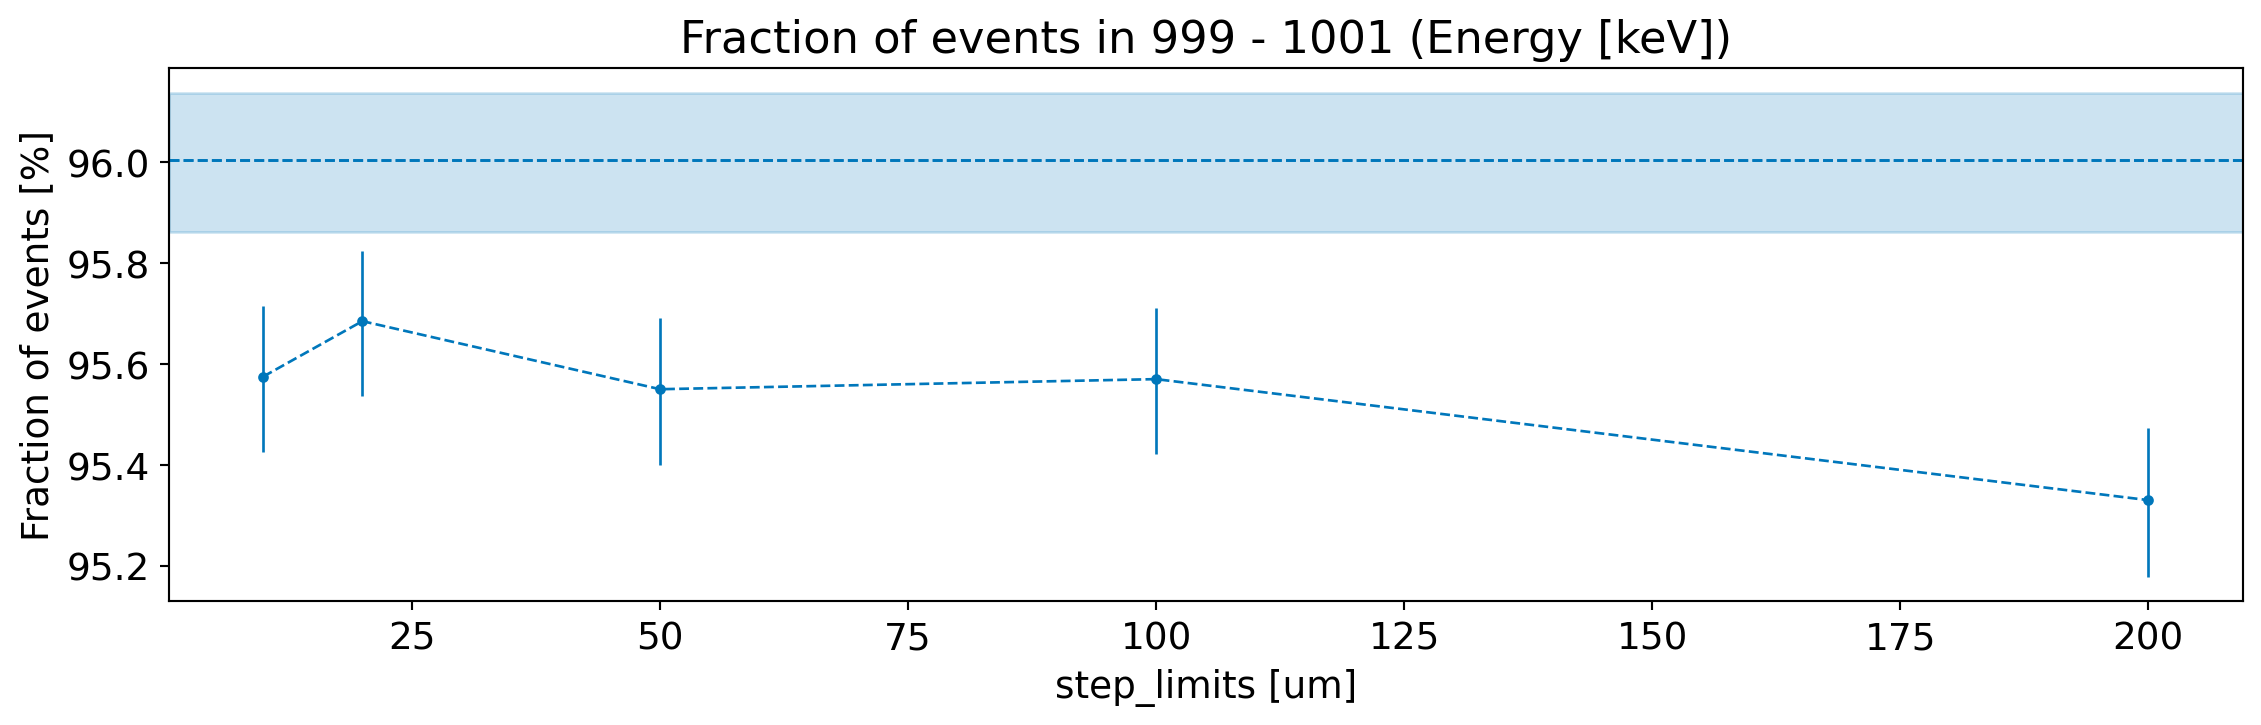 Fraction of events in 999 - 1001 (Energy [keV])
Fraction of events [%]
96.0
95.8
95.6
95.4
95.2
25 50 75 100 125 150 175 200
step_limits [um]